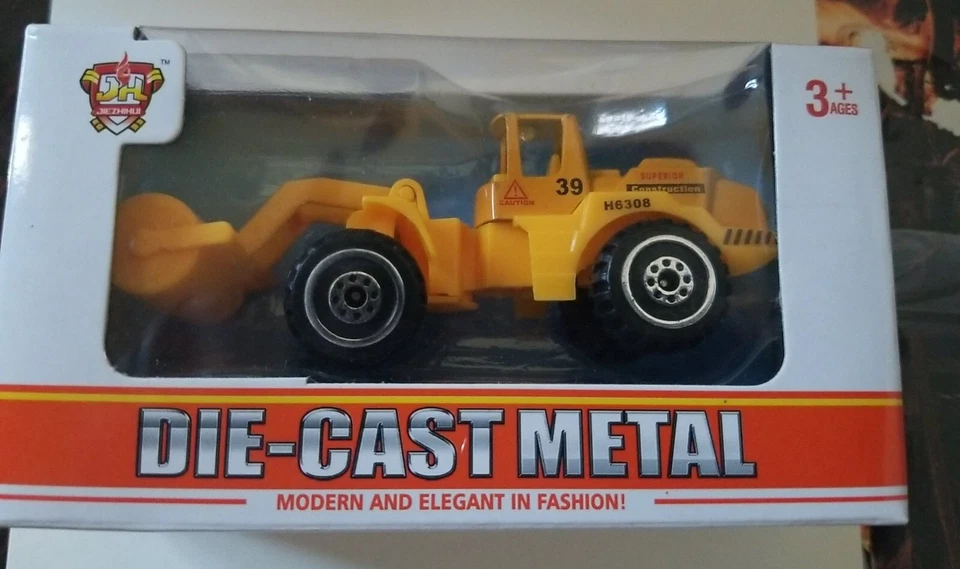 JH
JIEZHIHUI
TM
3+
AGES
CAUTION
39
SUPERIOR
Construction
H6308
DIE-CAST METAL
MODERN AND ELEGANT IN FASHION!